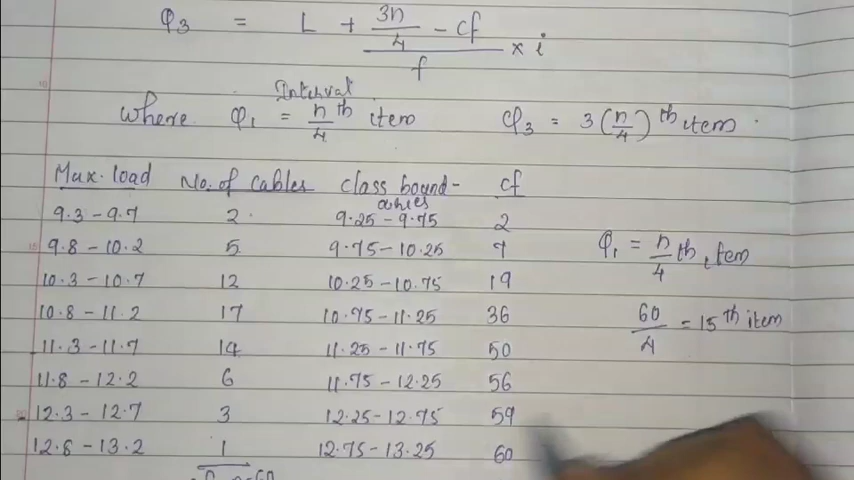 Q3 = L + 3n/4 - cf / f × i
where Q1 = Interval n/4 th item Q3 = 3(n/4)th item.
Max. load No. of cables class bound- cf
aries
9.3 - 9.7 2 9.25 - 9.75 2
9.8 - 10.2 5 9.75 - 10.25 7
10.3 - 10.7 12 10.25 - 10.75 19
10.8 - 11.2 17 10.75 - 11.25 36
11.3 - 11.7 14 11.25 - 11.75 50
11.8 - 12.2 6 11.75 - 12.25 56
12.3 - 12.7 3 12.25 - 12.75 59
12.8 - 13.2 1 12.75 - 13.25 60
Q1 = n/4 th item
60/4 = 15th item